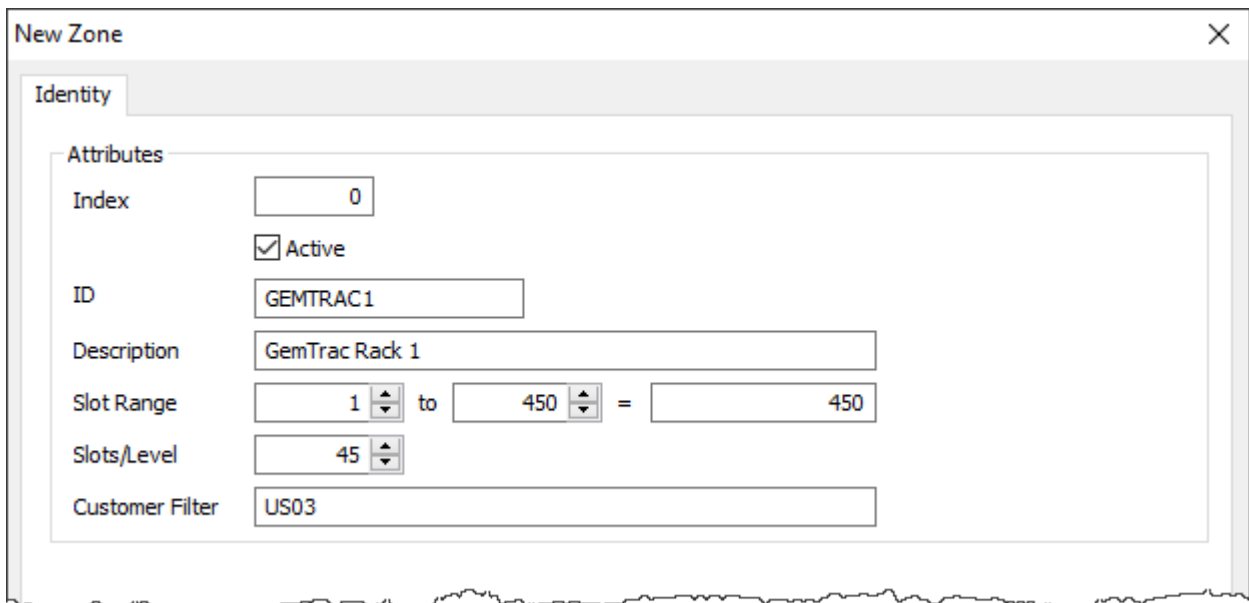 New Zone
Identity
Attributes
Index 0
Active
ID GEMTRAC1
Description GemTrac Rack 1
Slot Range 1 to 450 = 450
Slots/Level 45
Customer Filter US03